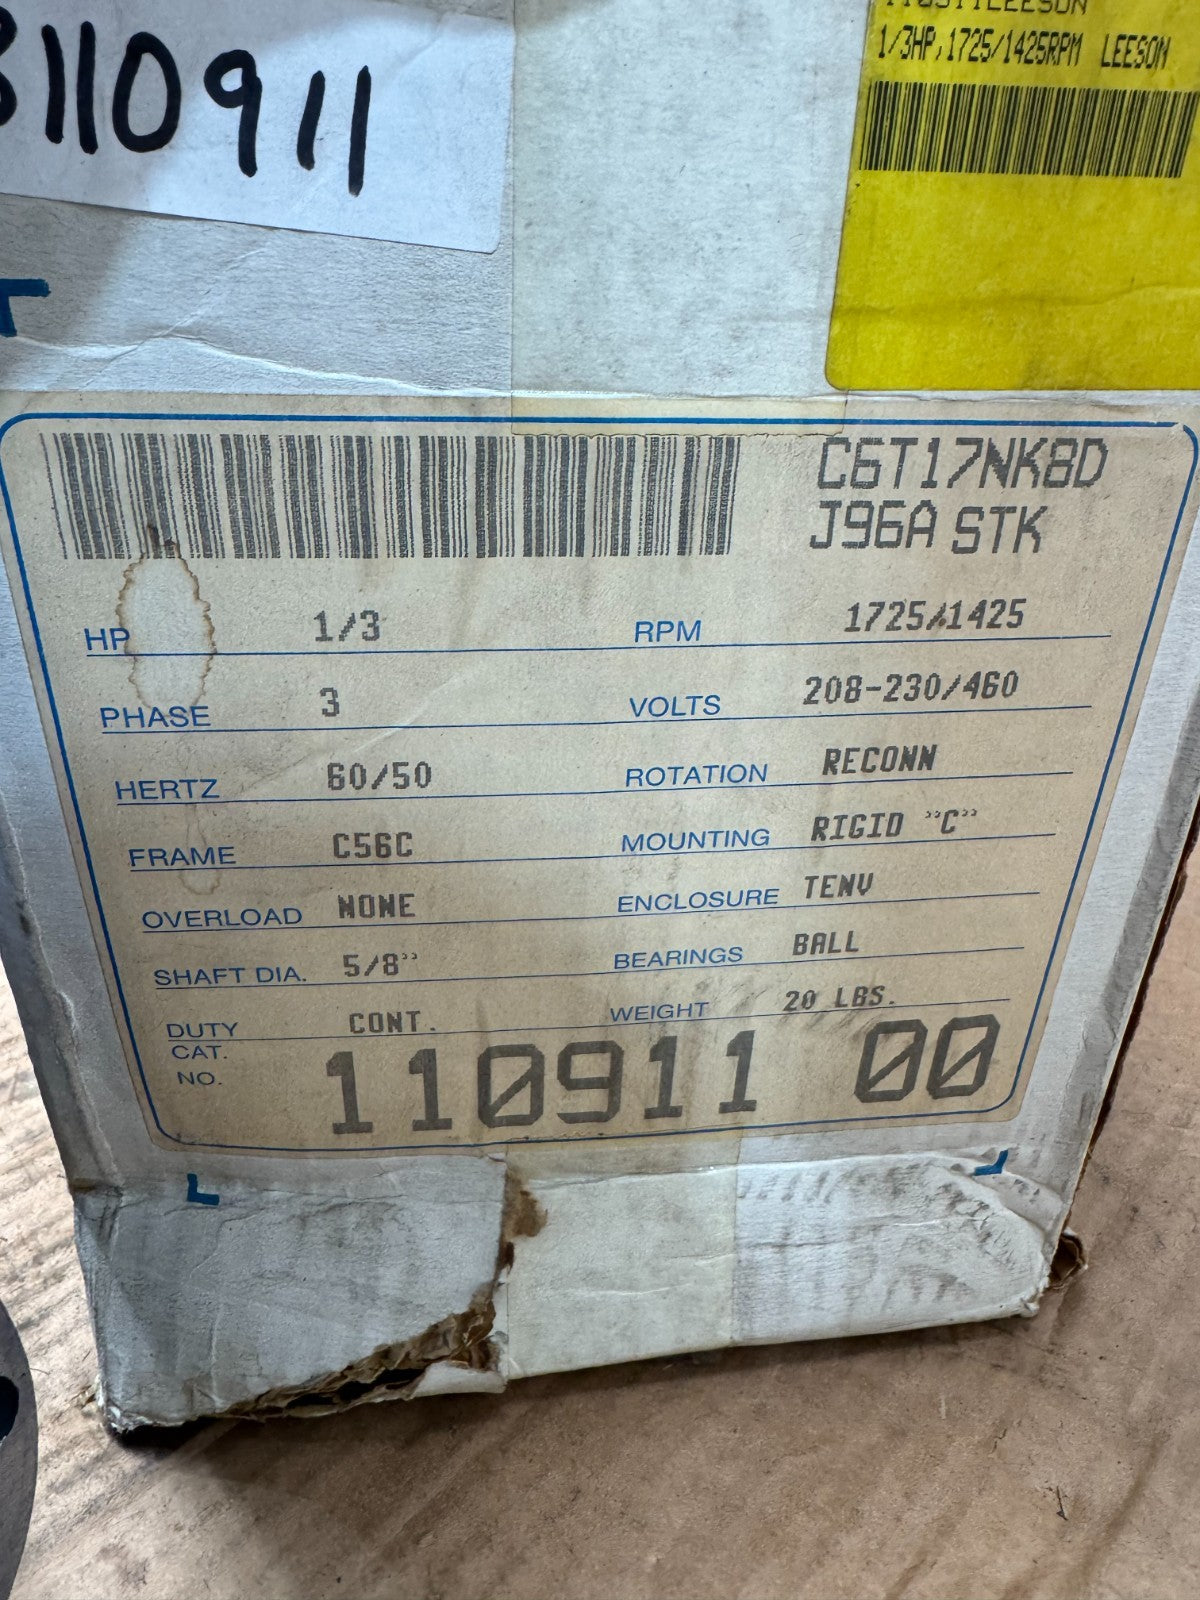 110911
110911LEESON
1/3HP,1725/1425RPM LEESON
C6T17NK8D
J96A STK
HP 1/3 RPM 1725/1425
PHASE 3 VOLTS 208-230/460
HERTZ 60/50 ROTATION RECONN
FRAME C56C MOUNTING RIGID "C"
OVERLOAD NONE ENCLOSURE TENV
SHAFT DIA. 5/8" BEARINGS BALL
DUTY CONT. WEIGHT 20 LBS.
CAT.
NO. 110911 00